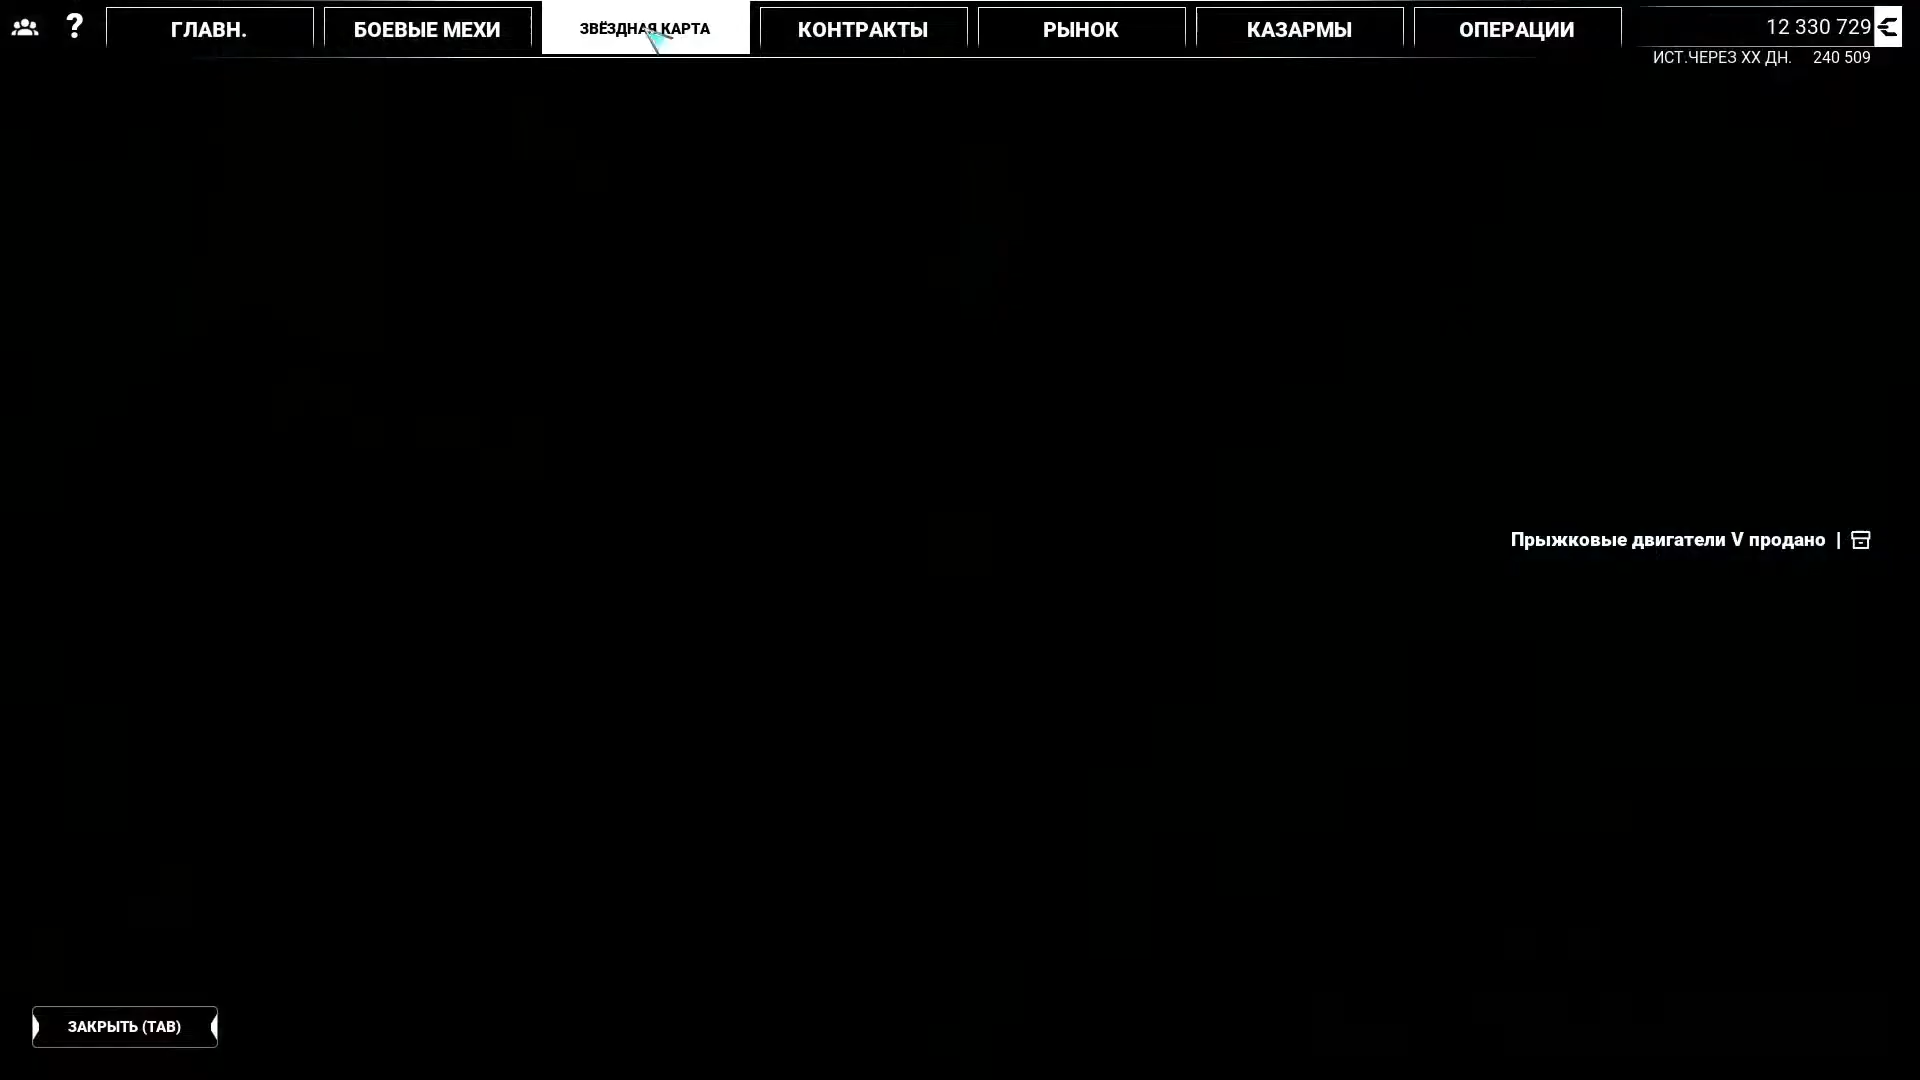 ?
ГЛАВН.
БОЕВЫЕ МЕХИ
ЗВЁЗДНАЯ КАРТА
КОНТРАКТЫ
РЫНОК
КАЗАРМЫ
ОПЕРАЦИИ
12 330 729
ИСТ.ЧЕРЕЗ XX ДН. 240 509
Прыжковые двигатели V продано |
ЗАКРЫТЬ (TAB)